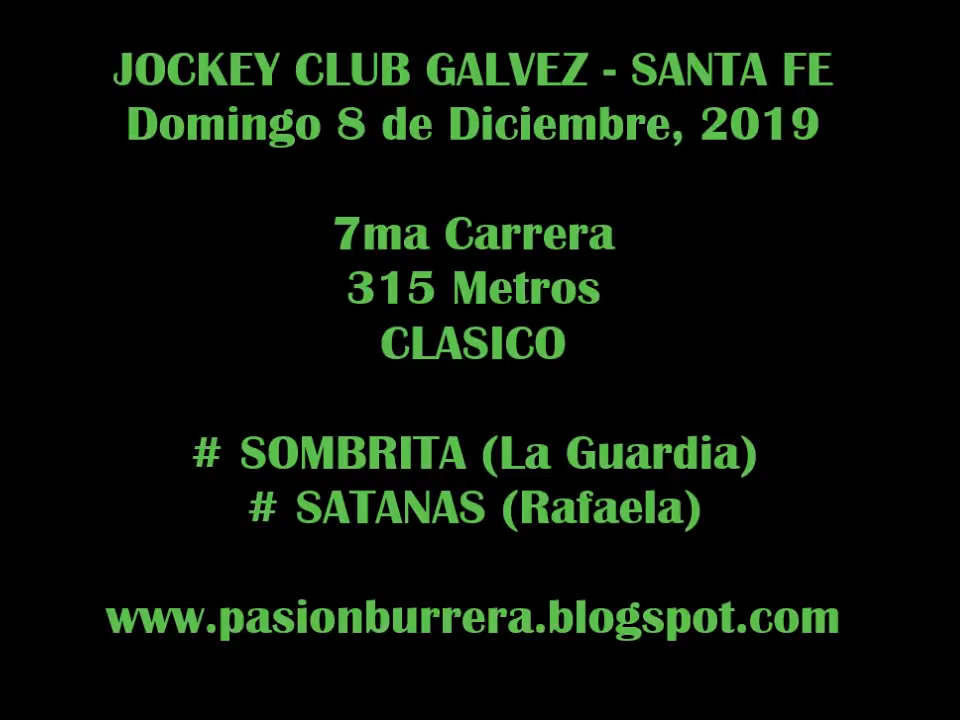 JOCKEY CLUB GALVEZ - SANTA FE
Domingo 8 de Diciembre, 2019
7ma Carrera
315 Metros
CLASICO
# SOMBRITA (La Guardia)
# SATANAS (Rafaela)
www.pasionburrera.blogspot.com